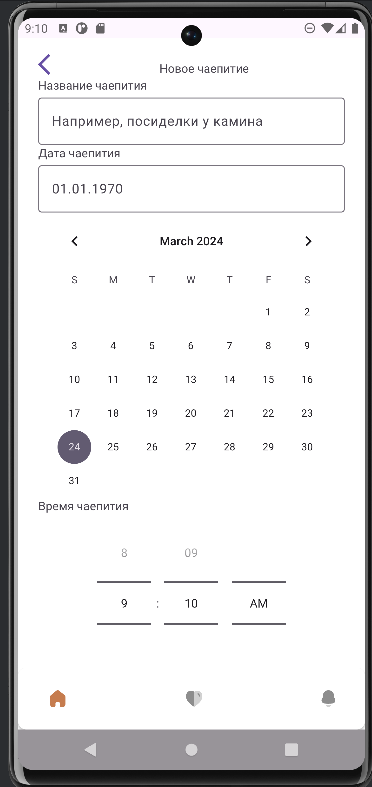 9:10
Новое чаепитие
Название чаепития
Например, посиделки у камина
Дата чаепития
01.01.1970
March 2024
S M T W T F S
1 2
3 4 5 6 7 8 9
10 11 12 13 14 15 16
17 18 19 20 21 22 23
24 25 26 27 28 29 30
31
Время чаепития
8 09
9 : 10 AM